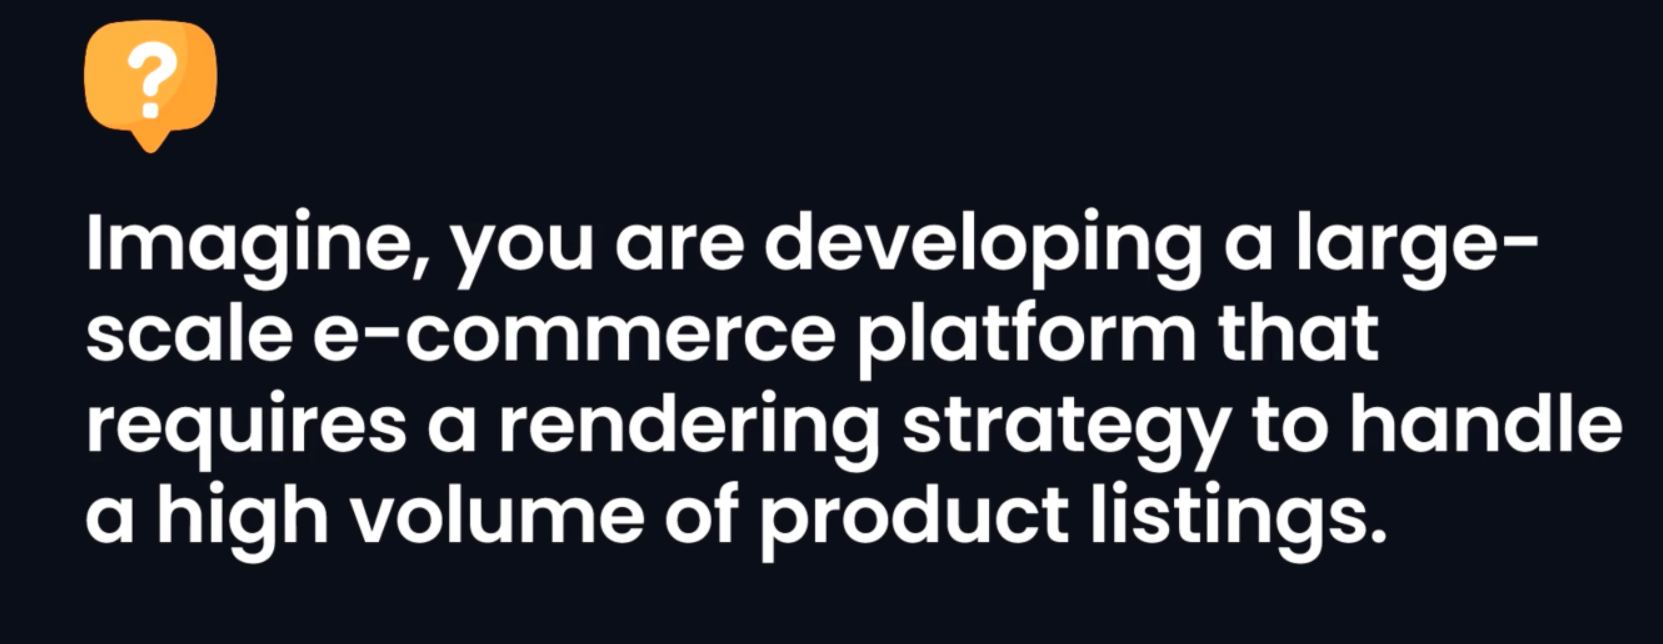 ?
Imagine, you are developing a large-
scale e-commerce platform that
requires a rendering strategy to handle
a high volume of product listings.